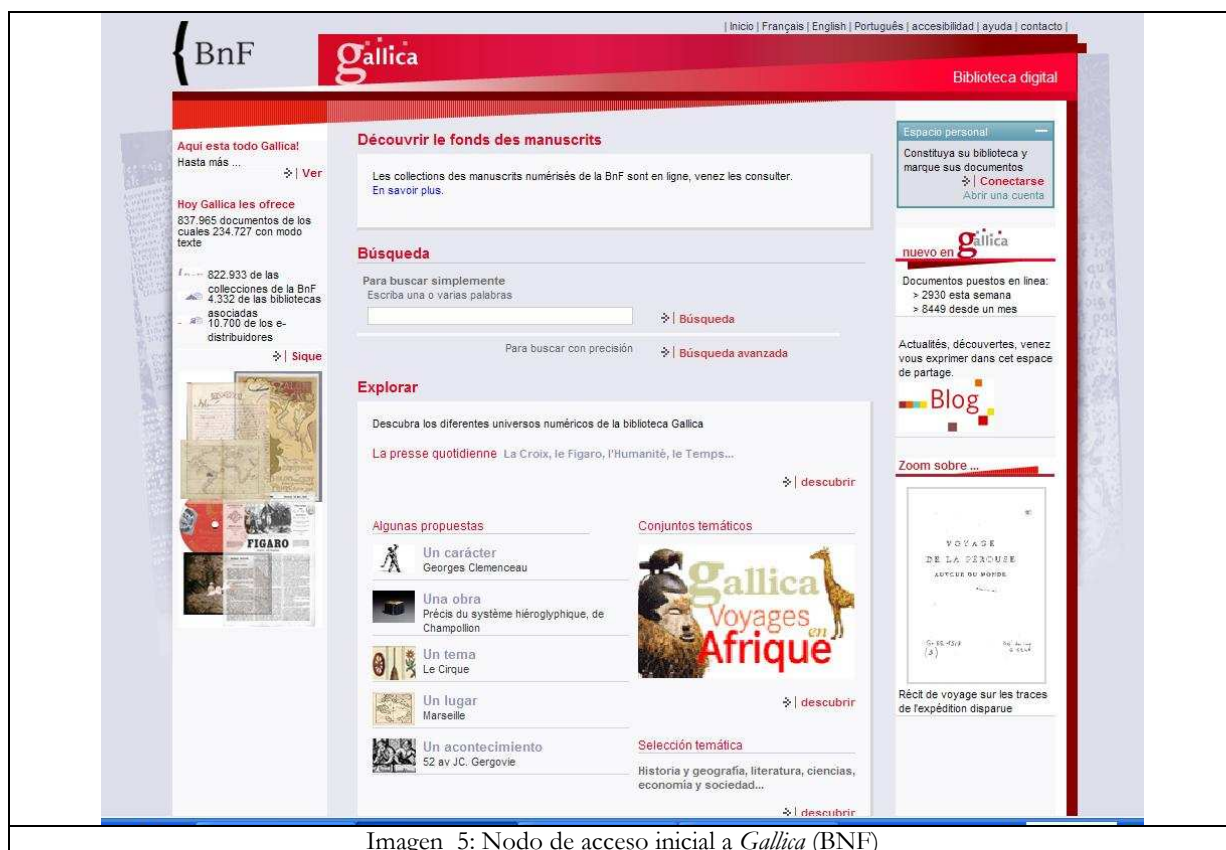 | Inicio | Français | English | Português | accesibilidad | ayuda | contacto |
BnF
gallica
Biblioteca digital
Aqui esta todo Gallica!
Hasta más ...
| Ver
Hoy Gallica les ofrece
837.965 documentos de los
cuales 234.727 con modo
texte
822.933 de las
colecciones de la BnF
4.332 de las bibliotecas
asociadas
10.700 de los e-
distribuidores
| Sique
FIGARO
Découvrir le fonds des manuscrits
Les collections des manuscrits numérisés de la BnF sont en ligne, venez les consulter.
En savoir plus.
Búsqueda
Para buscar simplemente
Escriba una o varias palabras
| Búsqueda
Para buscar con precisión
| Búsqueda avanzada
Explorar
Descubra los diferentes universos numéricos de la biblioteca Gallica
La presse quotidienne La Croix, le Figaro, l'Humanité, le Temps...
| descubrir
Algunas propuestas
Un carácter
Georges Clemenceau
Una obra
Précis du système hiéroglyphique, de
Champollion
Un tema
Le Cirque
Un lugar
Marseille
Un acontecimiento
52 av JC. Gergovie
Conjuntos temáticos
gallica
Voyages
en
Afrique
| descubrir
Selección temática
Historia y geografía, literatura, ciencias,
economía y sociedad...
| descubrir
Espacio personal
Constituya su biblioteca y
marque sus documentos
| Conectarse
Abrir una cuenta
nuevo en gallica
Documentos puestos en linea:
> 2930 esta semana
> 8449 desde un mes
Actualités, découvertes, venez
vous exprimer dans cet espace
de partage.
Blog
Zoom sobre ...
VOYAGE
DE LA PÉROUSE
AUTOUR DU MONDE
Récit de voyage sur les traces
de l'expédition disparue
Imagen 5: Nodo de acceso inicial a Gallica (BNF)